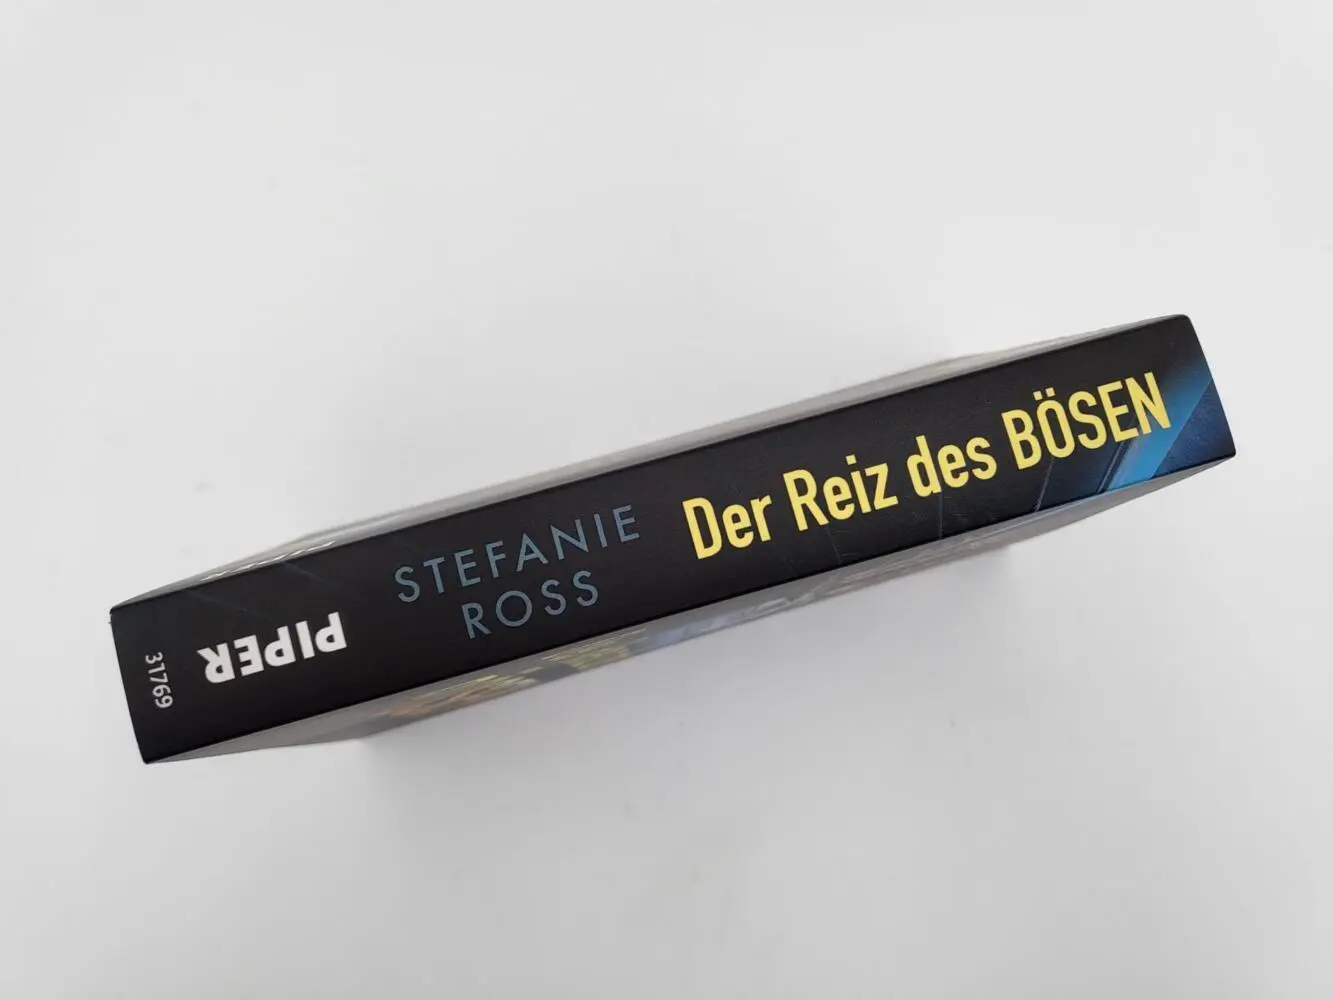 Der Reiz des BÖSEN
STEFANIE
ROSS
PIPER
31769